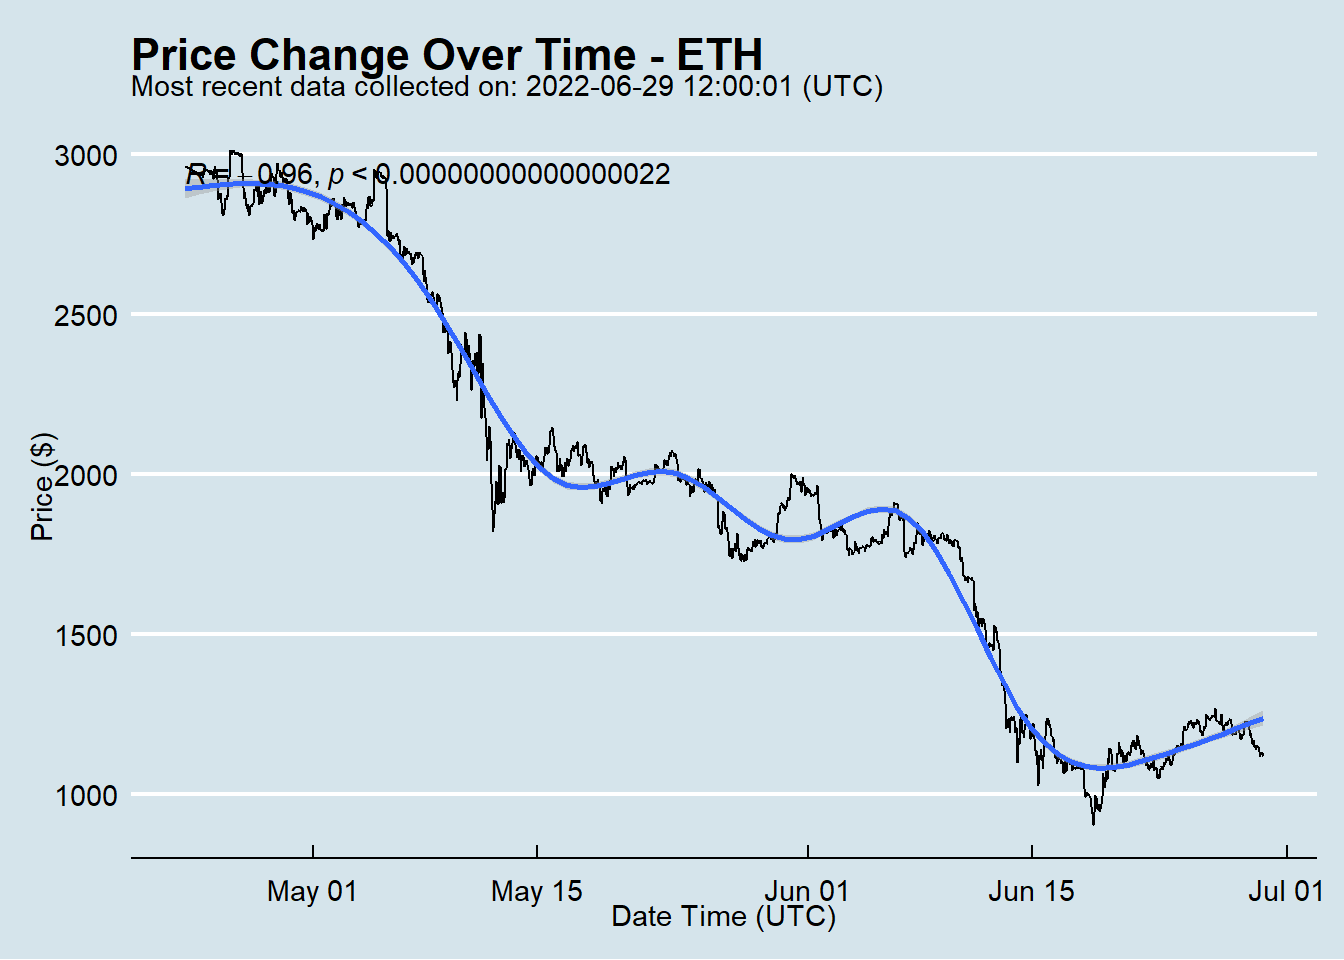 Price Change Over Time - ETH
Most recent data collected on: 2022-06-29 12:00:01 (UTC)
R = −0.96, p < 0.00000000000000022
3000
2500
2000
1500
1000
Price ($)
May 01 May 15 Jun 01 Jun 15 Jul 01
Date Time (UTC)